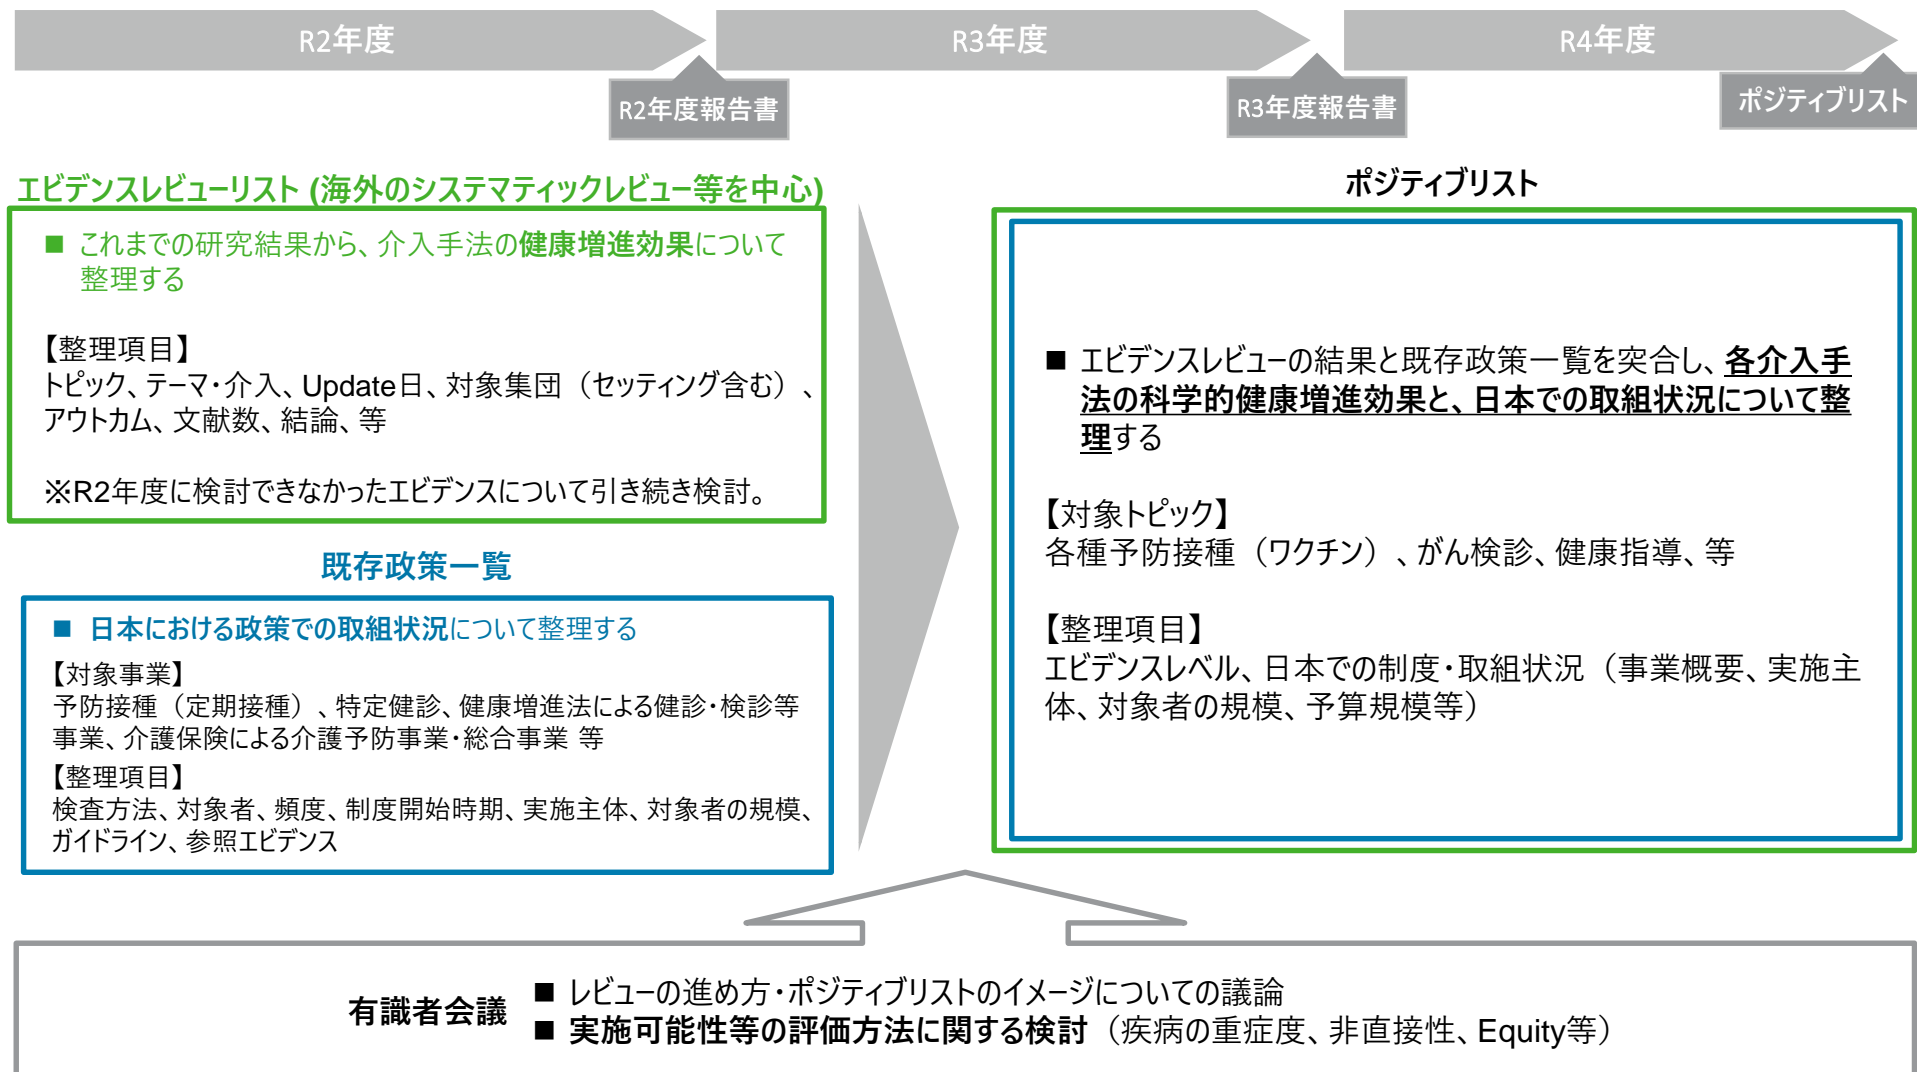 R2年度
R3年度
R4年度
R2年度報告書
R3年度報告書
ポジティブリスト
エビデンスレビューリスト (海外のシステマティックレビュー等を中心)
■ これまでの研究結果から、介入手法の健康増進効果について
整理する
【整理項目】
トピック、テーマ・介入、Update日、対象集団（セッティング含む）、
アウトカム、文献数、結論、等
※R2年度に検討できなかったエビデンスについて引き続き検討。
既存政策一覧
■ 日本における政策での取組状況について整理する
【対象事業】
予防接種（定期接種）、特定健診、健康増進法による健診・検診等
事業、介護保険による介護予防事業・総合事業 等
【整理項目】
検査方法、対象者、頻度、制度開始時期、実施主体、対象者の規模、
ガイドライン、参照エビデンス
ポジティブリスト
■ エビデンスレビューの結果と既存政策一覧を突合し、各介入手
法の科学的健康増進効果と、日本での取組状況について整
理する
【対象トピック】
各種予防接種（ワクチン）、がん検診、健康指導、等
【整理項目】
エビデンスレベル、日本での制度・取組状況（事業概要、実施主
体、対象者の規模、予算規模等）
有識者会議
■ レビューの進め方・ポジティブリストのイメージについての議論
■ 実施可能性等の評価方法に関する検討（疾病の重症度、非直接性、Equity等）